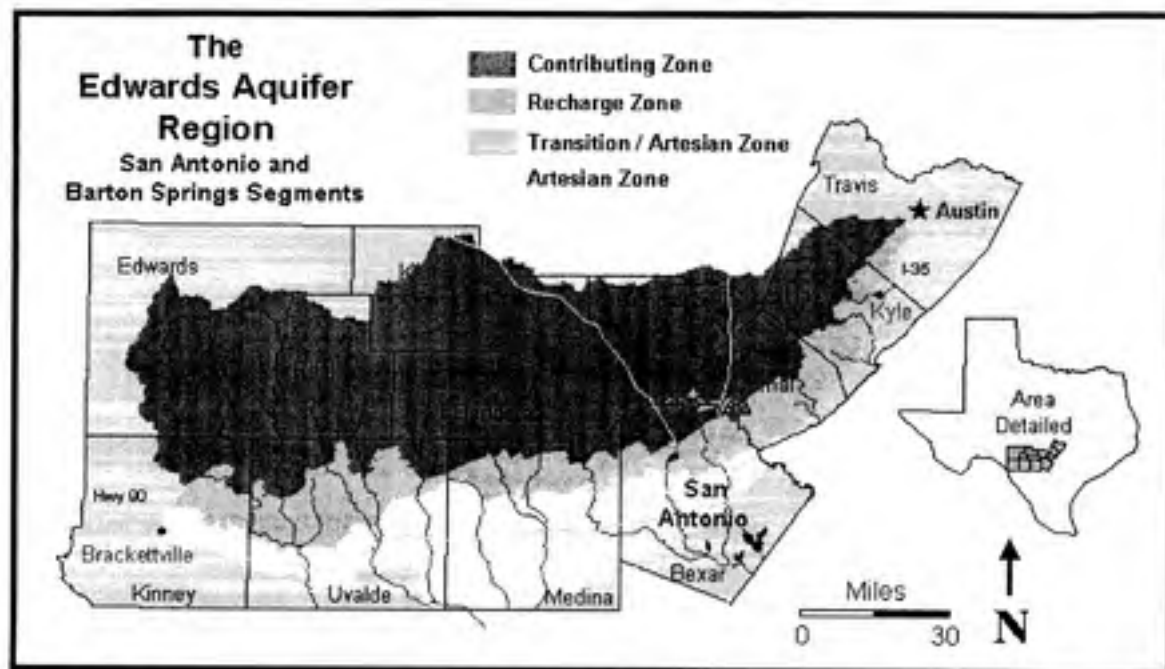 The
Edwards Aquifer
Region
San Antonio and
Barton Springs Segments
Contributing Zone
Recharge Zone
Transition / Artesian Zone
Artesian Zone
Travis
Austin
I-35
Kyle
Edwards
Area
Detailed
Hwy 90
San
Antonio
Bexar
Brackettville
Kinney
Uvalde
Medina
Miles
0 30
N